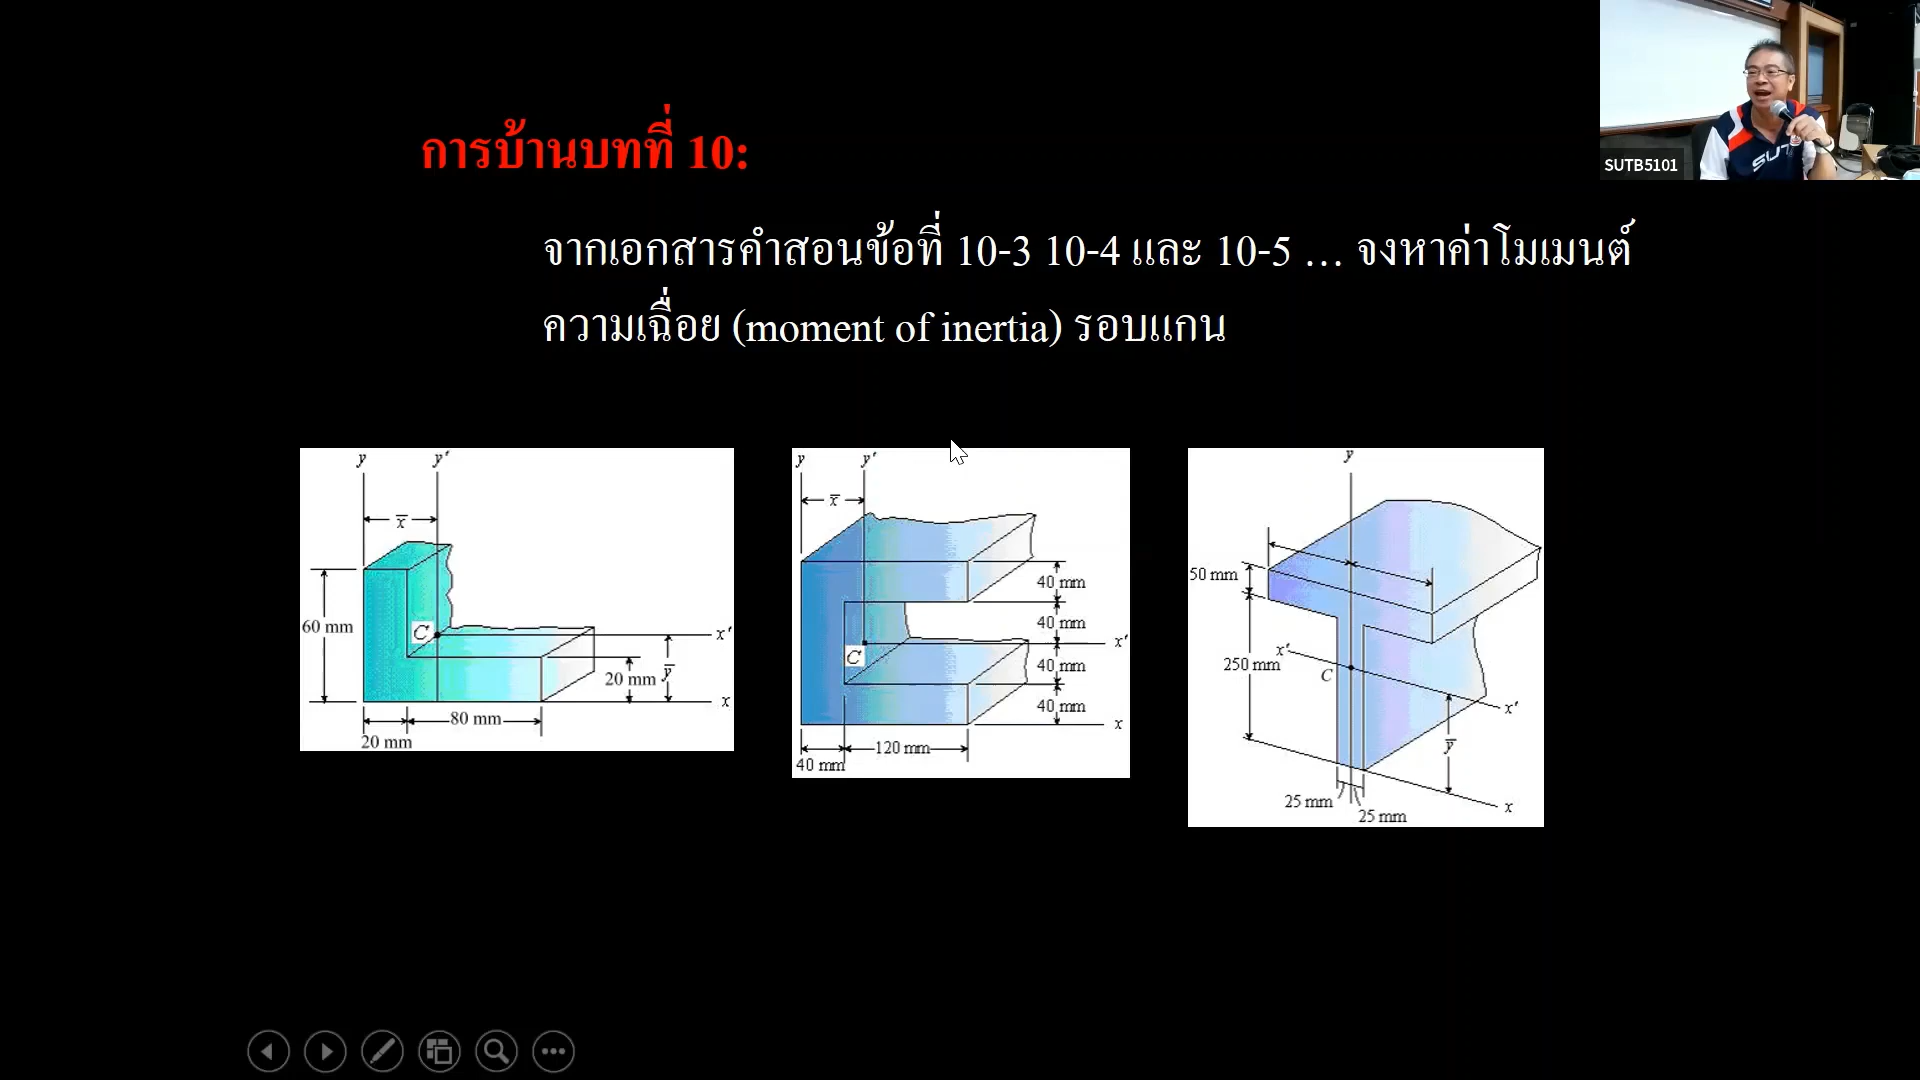 การบ้านบทที่ 10:
SUTB5101
SUT
จากเอกสารคำสอนข้อที่ 10-3 10-4 และ 10-5 ... จงหาค่าโมเมนต์
ความเฉื่อย (moment of inertia) รอบแกน
y y'
x̅
60 mm
C
x'
20 mm y̅
x
80 mm
20 mm
y y'
x̅
40 mm
40 mm
x'
C
40 mm
40 mm
x
120 mm
40 mm
y
50 mm
x'
250 mm
C
x'
y̅
25 mm
x
25 mm